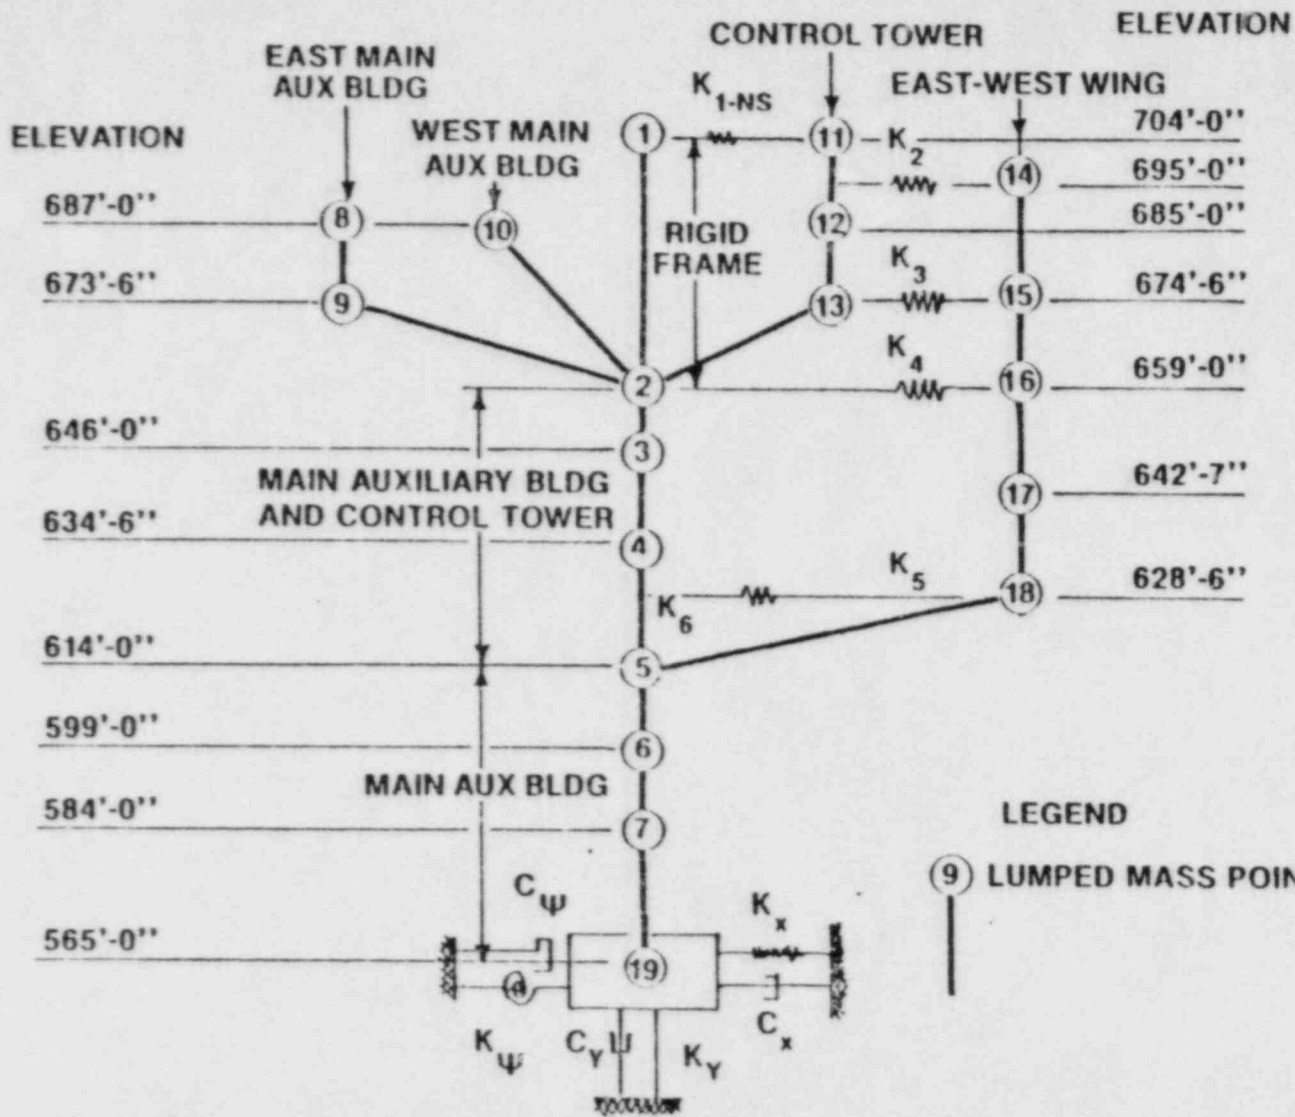 ELEVATION
CONTROL TOWER
EAST MAIN
AUX BLDG
EAST-WEST WING
K1-NS
704'-0''
ELEVATION
WEST MAIN
AUX BLDG
1
11
K2
14
695'-0''
687'-0''
8
10
12
685'-0''
RIGID
FRAME
673'-6''
9
13
K3
15
674'-6''
2
K4
16
659'-0''
646'-0''
3
MAIN AUXILIARY BLDG
AND CONTROL TOWER
17
642'-7''
634'-6''
4
K5
18
628'-6''
K6
614'-0''
5
599'-0''
6
MAIN AUX BLDG
584'-0''
7
LEGEND
9 LUMPED MASS POIN
CΨ
Kx
565'-0''
19
KΨ
CY
KY
Cx